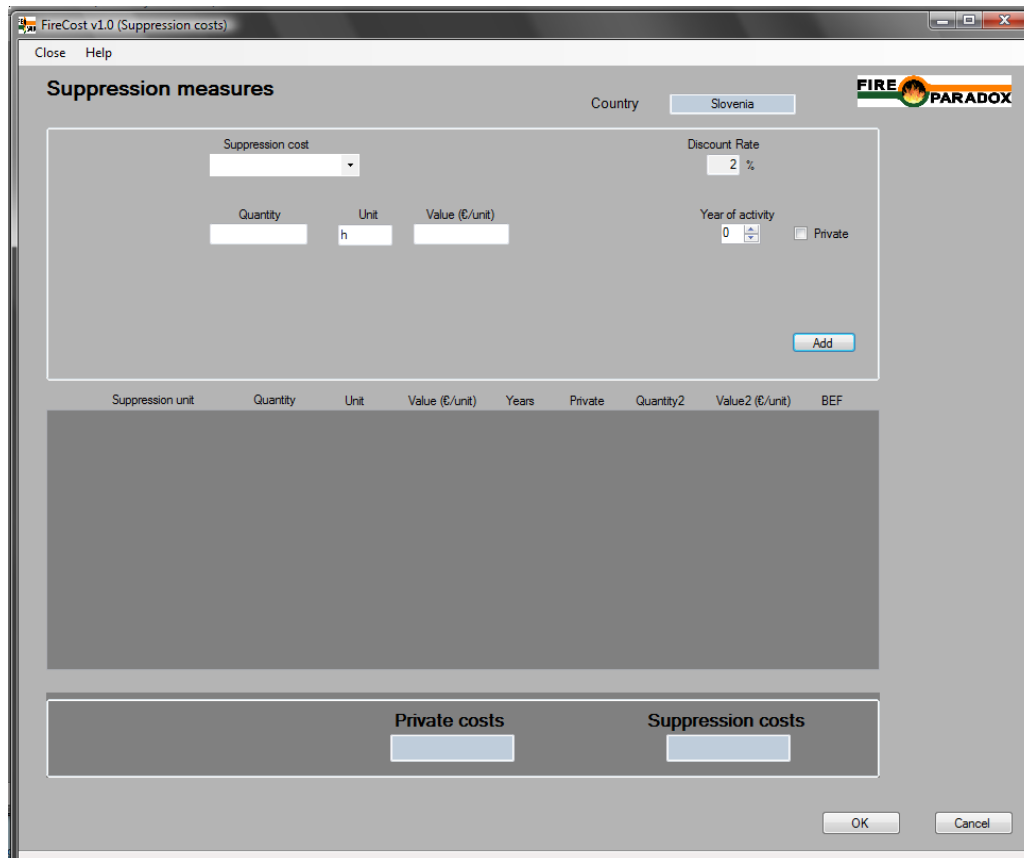 FireCost v1.0 (Suppression costs)
Close Help
Suppression measures
Country Slovenia
FIRE PARADOX
Suppression cost
Discount Rate
2 %
Quantity Unit Value (€/unit)
h
Year of activity
0 Private
Add
Suppression unit Quantity Unit Value (€/unit) Years Private Quantity2 Value2 (€/unit) BEF
Private costs Suppression costs
OK Cancel